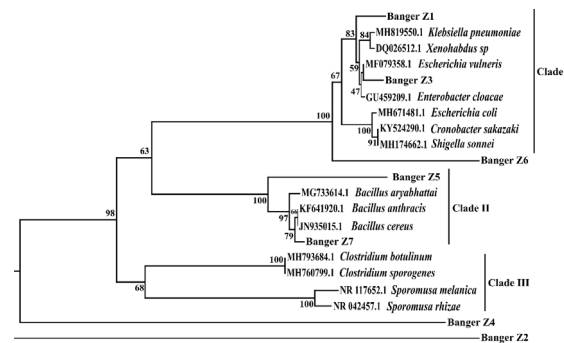 Banger Z1
83
84
MH819550.1 Klebsiella pneumoniae
DQ026512.1 Xenohabdus sp
59
MF079358.1 Escherichia vulneris
Clade
67
Banger Z3
47
GU459209.1 Enterobacter cloacae
MH671481.1 Escherichia coli
100
100
KY524290.1 Cronobacter sakazaki
91
MH174662.1 Shigella sonnei
63
Banger Z6
Banger Z5
100
MG733614.1 Bacillus aryabhattai
97
66
KF641920.1 Bacillus anthracis
Clade II
98
JN935015.1 Bacillus cereus
79
Banger Z7
MH793684.1 Clostridium botulinum
100
MH760799.1 Clostridium sporogenes
Clade III
68
NR 117652.1 Sporomusa melanica
100
NR 042457.1 Sporomusa rhizae
Banger Z4
Banger Z2